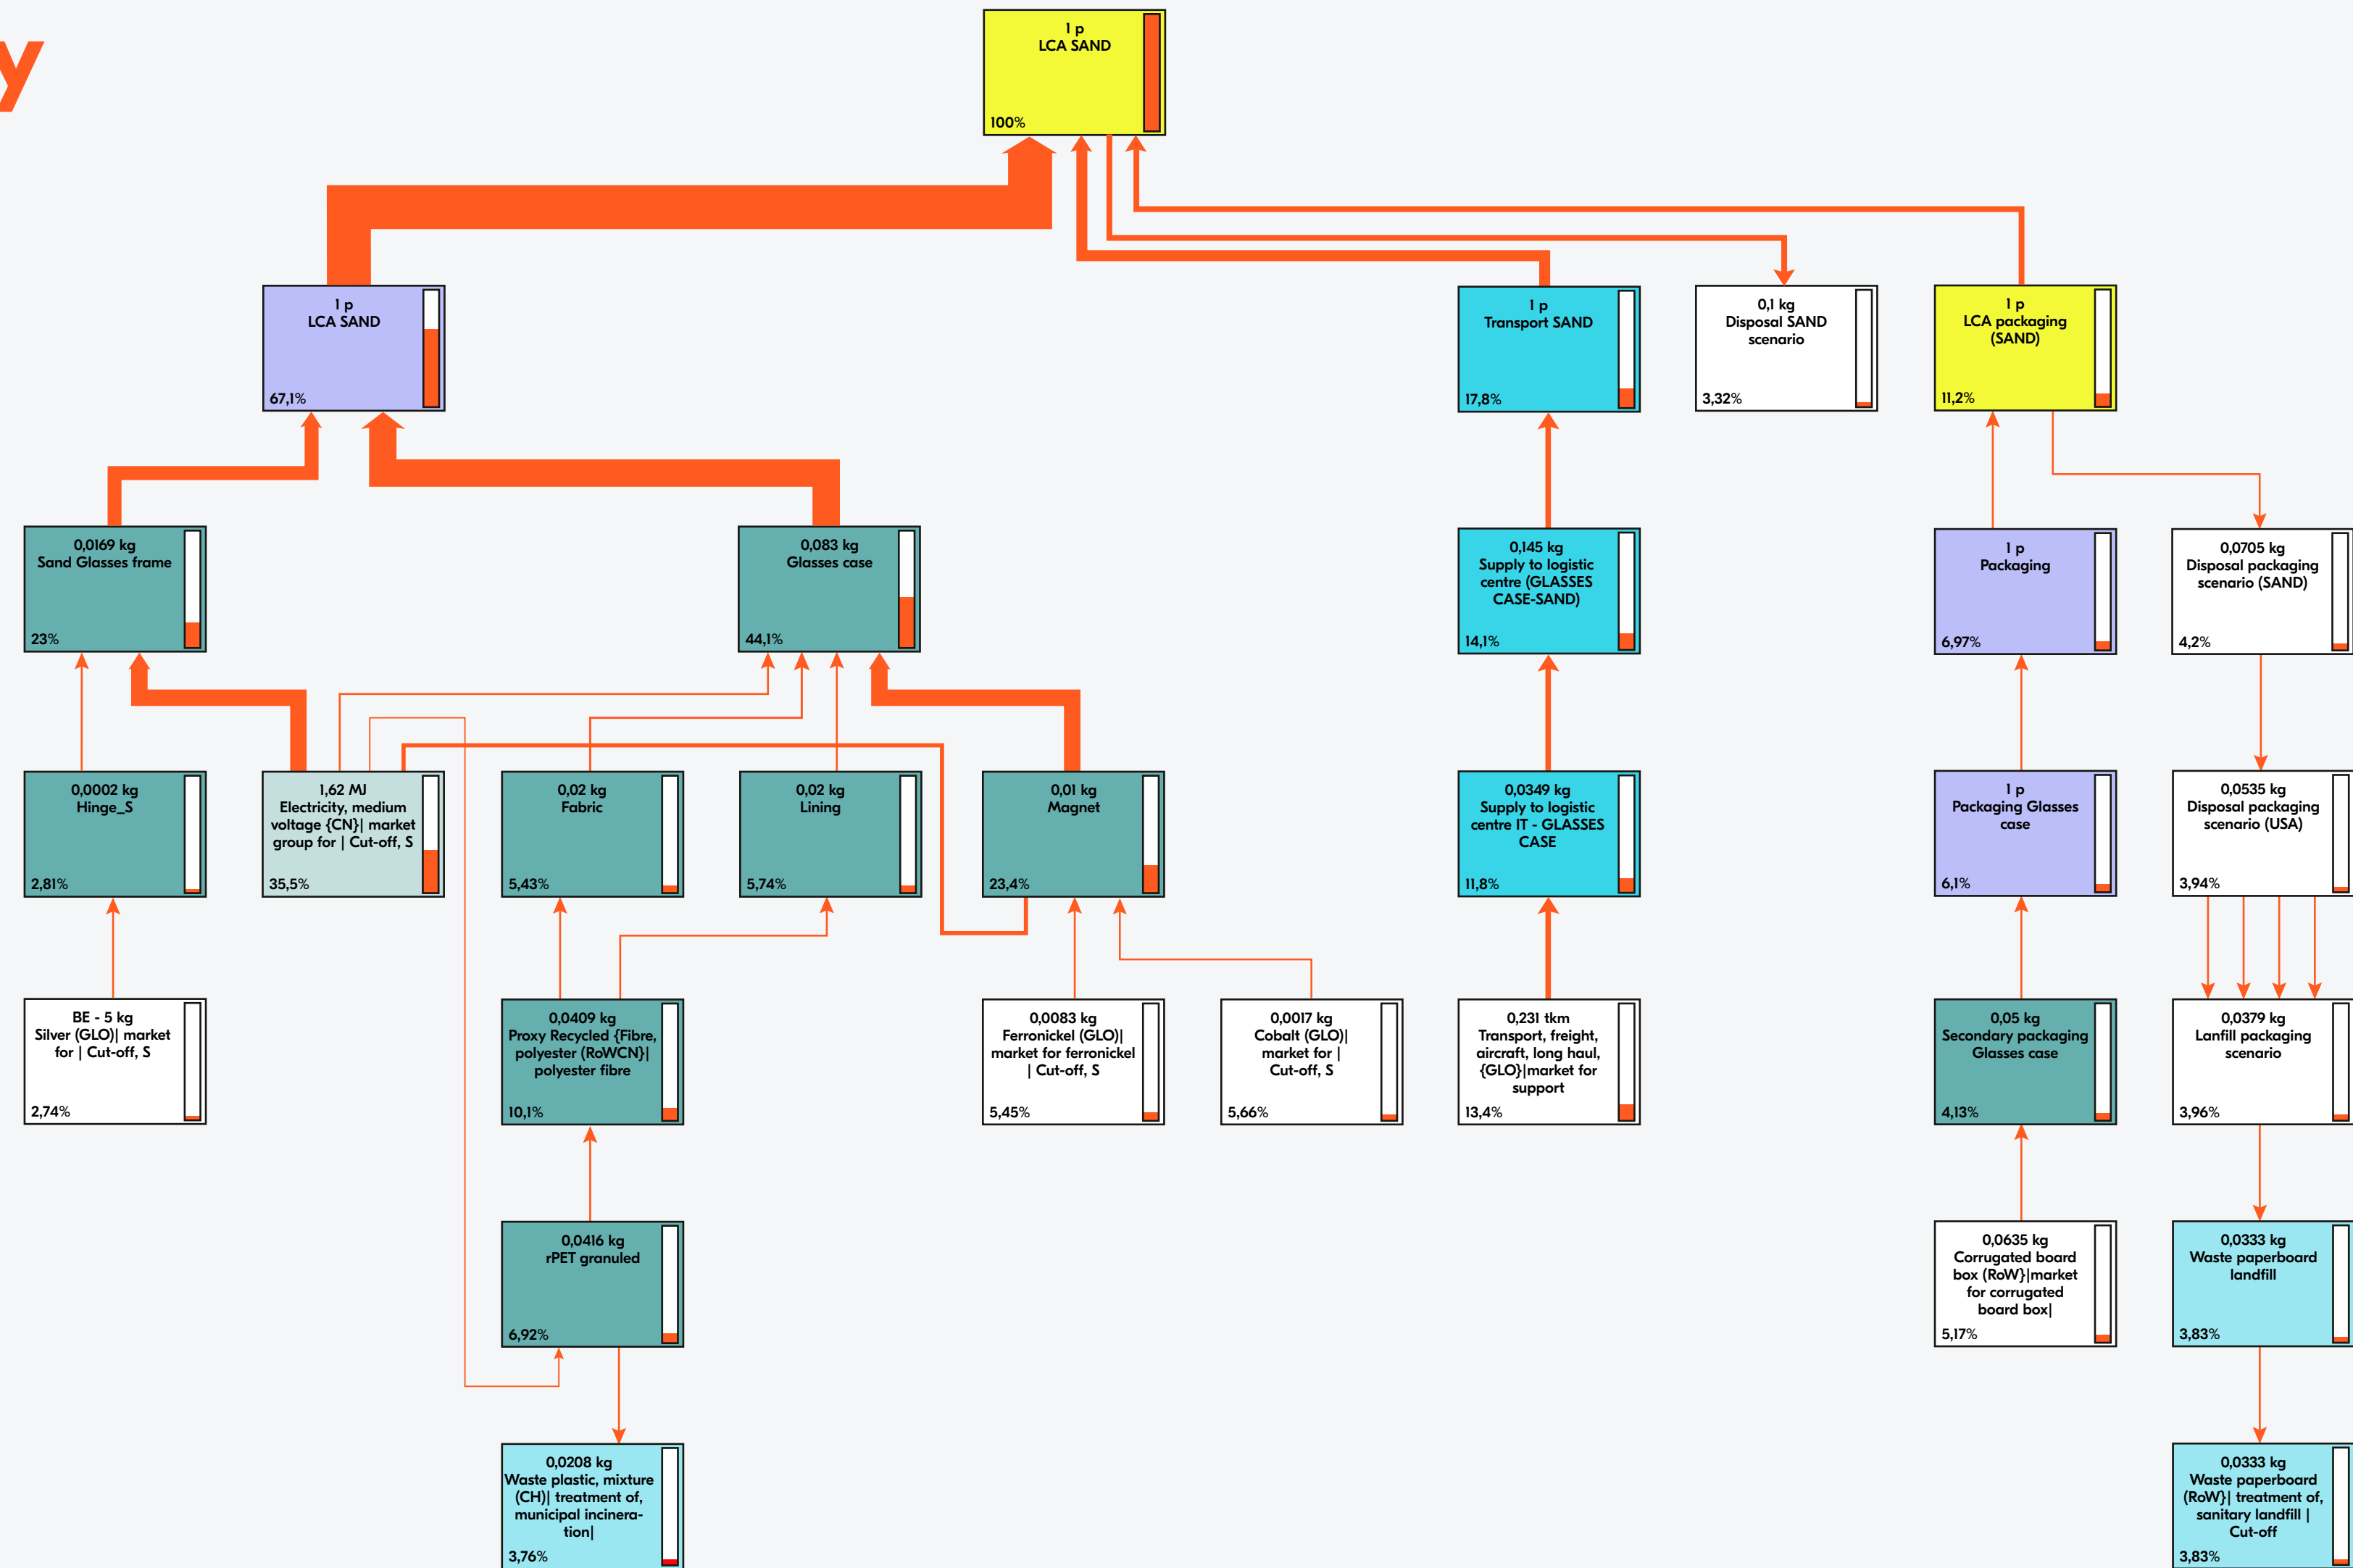 y
1 p
LCA SAND
100%
1 p
LCA SAND
67,1%
1 p
Transport SAND
17,8%
0,1 kg
Disposal SAND
scenario
3,32%
1 p
LCA packaging
(SAND)
11,2%
0,0169 kg
Sand Glasses frame
23%
0,083 kg
Glasses case
44,1%
0,145 kg
Supply to logistic
centre (GLASSES
CASE-SAND)
14,1%
1 p
Packaging
6,97%
0,0705 kg
Disposal packaging
scenario (SAND)
4,2%
0,0002 kg
Hinge_S
2,81%
1,62 MJ
Electricity, medium
voltage {CN}| market
group for | Cut-off, S
35,5%
0,02 kg
Fabric
5,43%
0,02 kg
Lining
5,74%
0,01 kg
Magnet
23,4%
0,0349 kg
Supply to logistic
centre IT - GLASSES
CASE
11,8%
1 p
Packaging Glasses
case
6,1%
0,0535 kg
Disposal packaging
scenario (USA)
3,94%
BE - 5 kg
Silver (GLO)| market
for | Cut-off, S
2,74%
0,0409 kg
Proxy Recycled {Fibre,
polyester (RoWCN}|
polyester fibre
10,1%
0,0083 kg
Ferronickel (GLO)|
market for ferronickel
| Cut-off, S
5,45%
0,0017 kg
Cobalt (GLO)|
market for |
Cut-off, S
5,66%
0,231 tkm
Transport, freight,
aircraft, long haul,
{GLO}|market for
support
13,4%
0,05 kg
Secondary packaging
Glasses case
4,13%
0,0379 kg
Lanfill packaging
scenario
3,96%
0,0416 kg
rPET granuled
6,92%
0,0635 kg
Corrugated board
box (RoW}|market
for corrugated
board box|
5,17%
0,0333 kg
Waste paperboard
landfill
3,83%
0,0208 kg
Waste plastic, mixture
(CH)| treatment of,
municipal incinera-
tion|
3,76%
0,0333 kg
Waste paperboard
(RoW}| treatment of,
sanitary landfill |
Cut-off
3,83%